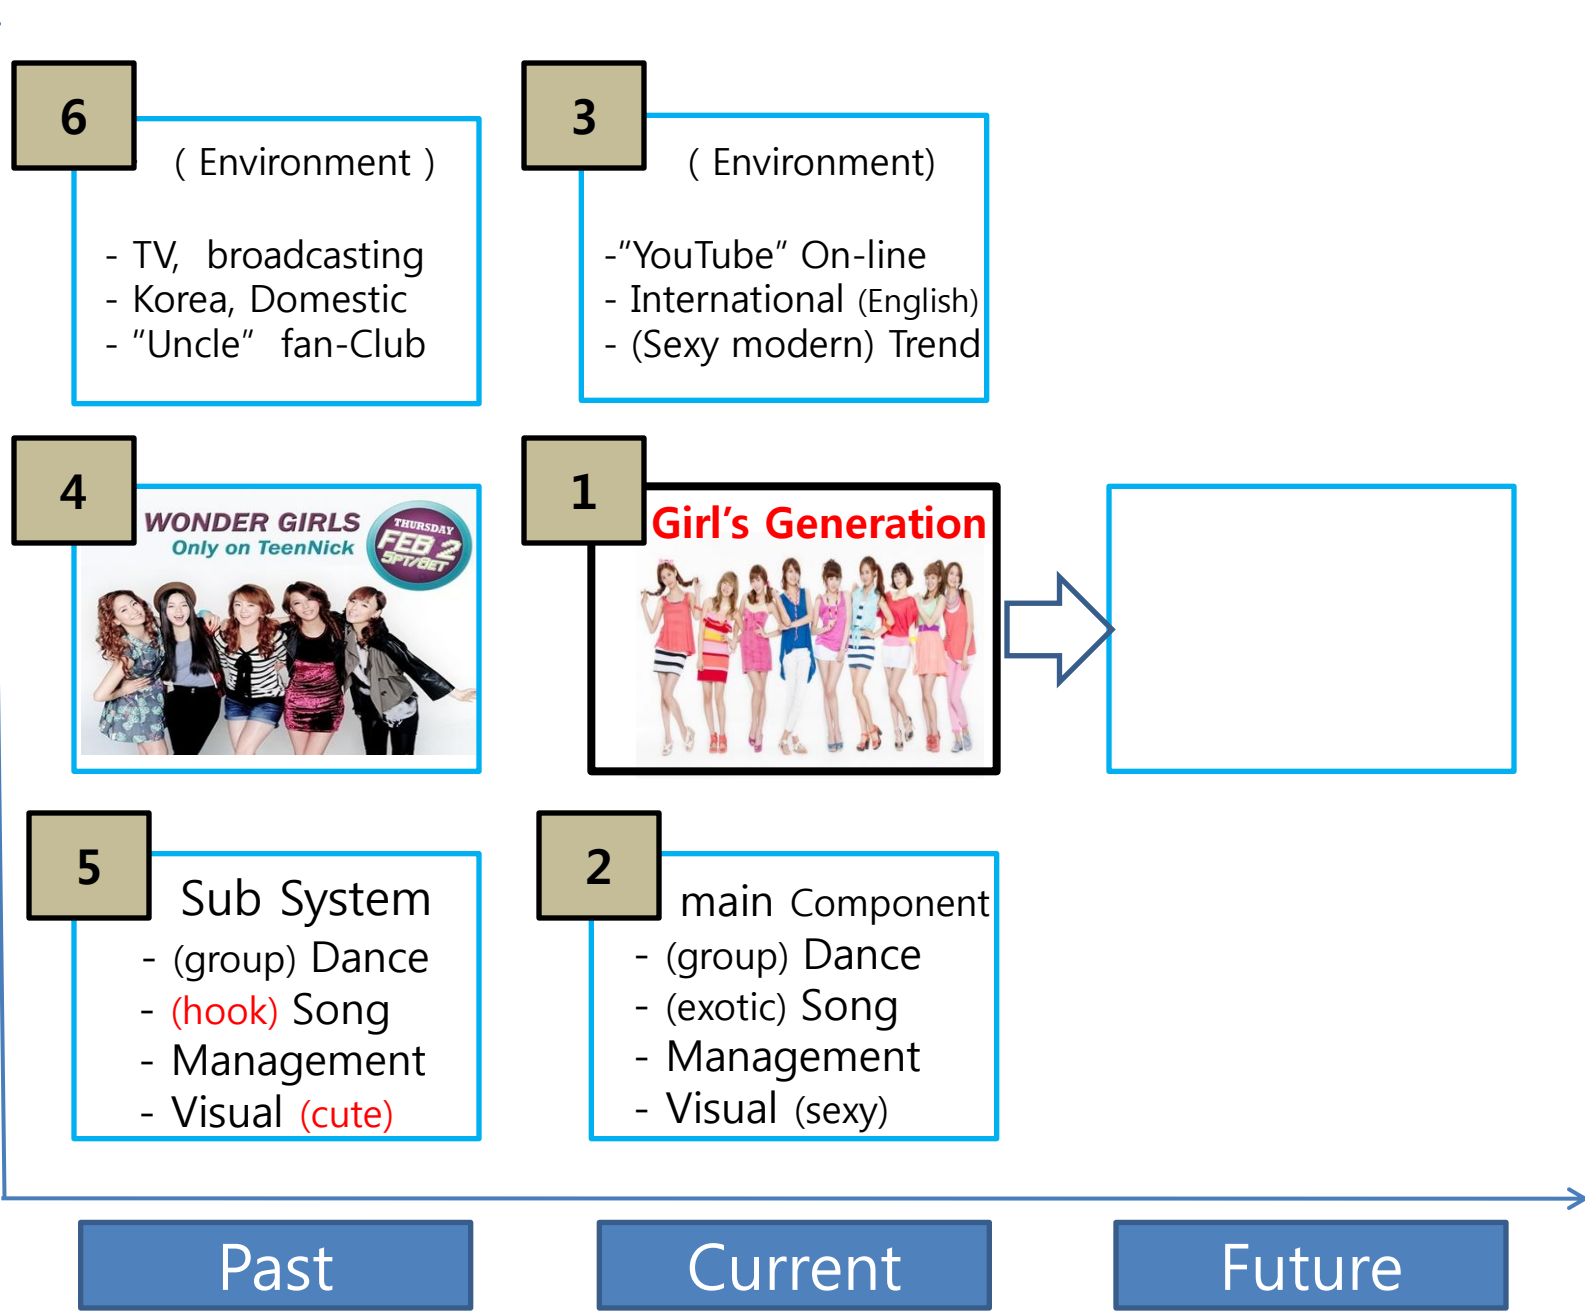 6
( Environment )
- TV, broadcasting
- Korea, Domestic
- "Uncle" fan-Club
3
( Environment)
-"YouTube" On-line
- International (English)
- (Sexy modern) Trend
4
WONDER GIRLS
Only on TeenNick
THURSDAY
FEB 2
5PT/8ET
1
Girl's Generation
5
Sub System
- (group) Dance
- (hook) Song
- Management
- Visual (cute)
2
main Component
- (group) Dance
- (exotic) Song
- Management
- Visual (sexy)
Past
Current
Future